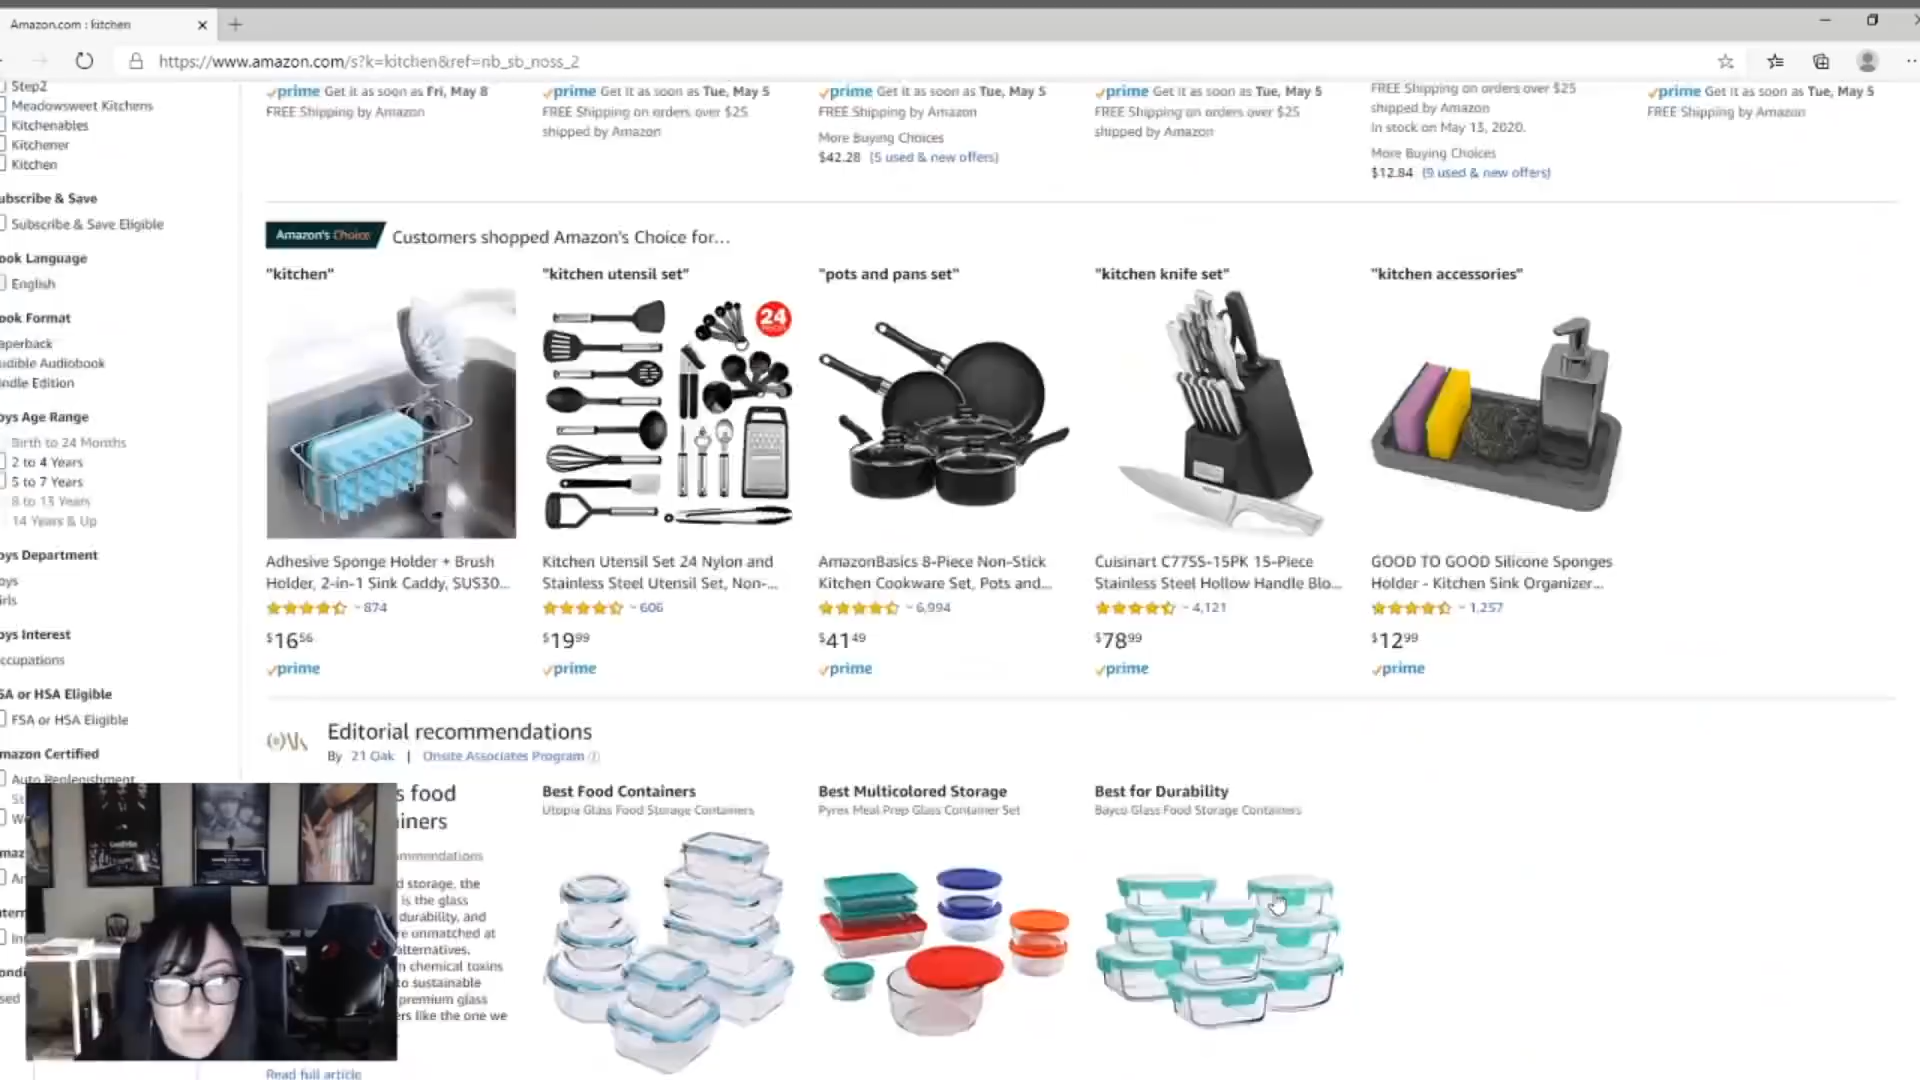 Amazon.com : kitchen
https://www.amazon.com/s?k=kitchen&ref=nb_sb_noss_2
Step2
Meadowsweet Kitchens
Kitchenables
Kitchener
Kitchen
ubscribe & Save
Subscribe & Save Eligible
ook Language
English
ook Format
aperback
udible Audiobook
indle Edition
oys Age Range
Birth to 24 Months
2 to 4 Years
5 to 7 Years
8 to 13 Years
14 Years & Up
oys Department
oys
irls
oys Interest
ccupations
SA or HSA Eligible
FSA or HSA Eligible
mazon Certified
Auto Replenishment
prime Get it as soon as Fri, May 8
FREE Shipping by Amazon
prime Get it as soon as Tue, May 5
FREE Shipping on orders over $25
shipped by Amazon
prime Get it as soon as Tue, May 5
FREE Shipping by Amazon
More Buying Choices
$42.28 (5 used & new offers)
prime Get it as soon as Tue, May 5
FREE Shipping on orders over $25
shipped by Amazon
FREE Shipping on orders over $25
shipped by Amazon
In stock on May 13, 2020.
More Buying Choices
$12.84 (9 used & new offers)
prime Get it as soon as Tue, May 5
FREE Shipping by Amazon
Amazon's Choice Customers shopped Amazon's Choice for...
"kitchen"
Adhesive Sponge Holder + Brush
Holder, 2-in-1 Sink Caddy, SUS30...
874
$16 56
prime
"kitchen utensil set"
24
Kitchen Utensil Set 24 Nylon and
Stainless Steel Utensil Set, Non-...
606
$19 99
prime
"pots and pans set"
AmazonBasics 8-Piece Non-Stick
Kitchen Cookware Set, Pots and...
6,994
$41 49
prime
"kitchen knife set"
Cuisinart C77SS-15PK 15-Piece
Stainless Steel Hollow Handle Blo...
4,121
$78 99
prime
"kitchen accessories"
GOOD TO GOOD Silicone Sponges
Holder - Kitchen Sink Organizer...
1,257
$12 99
prime
Editorial recommendations
By 21 Oak | Onsite Associates Program
s food
ainers
mmendations
d storage, the
is the glass
durability, and
re unmatched at
alternatives.
n chemical toxins
to sustainable
premium glass
ers like the one we
Read full article
Best Food Containers
Utopia Glass Food Storage Containers
Best Multicolored Storage
Pyrex Meal Prep Glass Container Set
Best for Durability
Bayco Glass Food Storage Containers